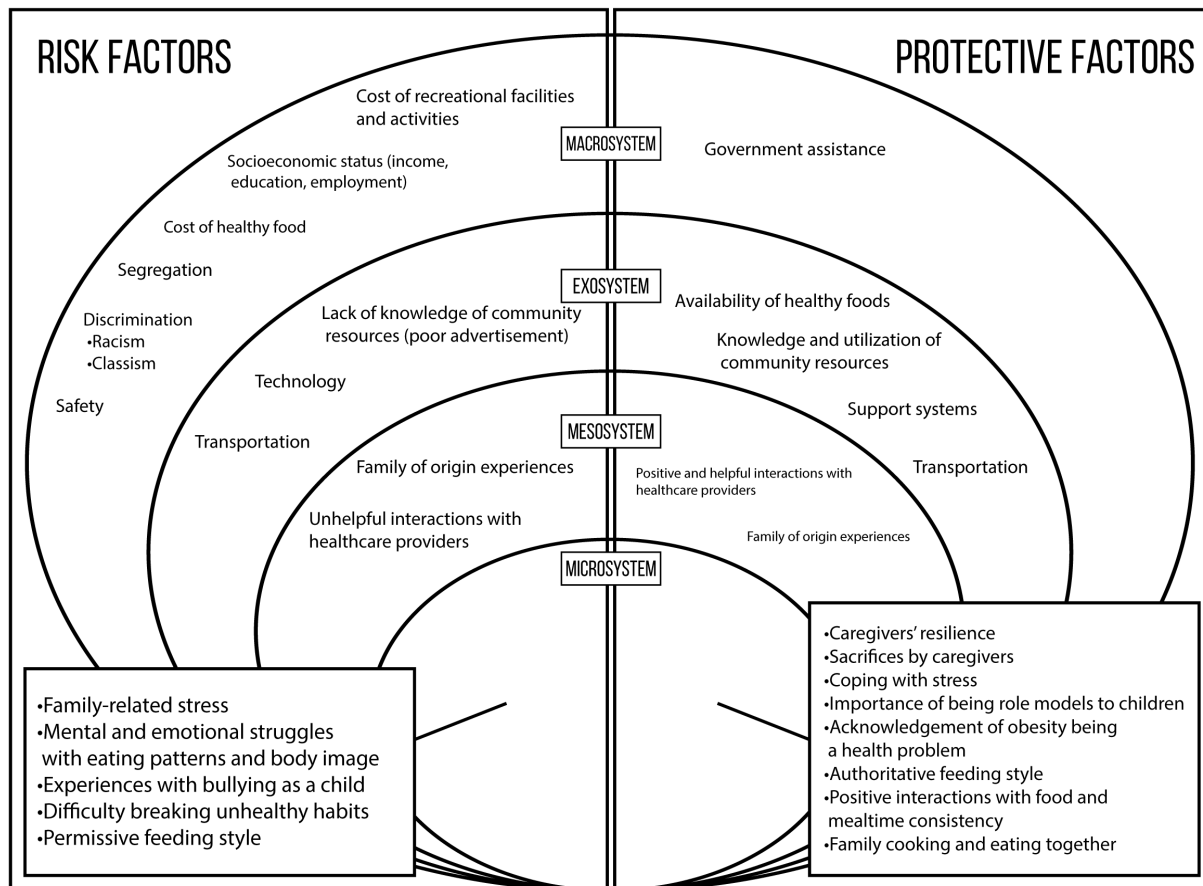 RISK FACTORS
PROTECTIVE FACTORS
MACROSYSTEM
Cost of recreational facilities
and activities
Socioeconomic status (income,
education, employment)
Cost of healthy food
Segregation
Discrimination
•Racism
•Classism
Safety
Government assistance
EXOSYSTEM
Lack of knowledge of community
resources (poor advertisement)
Technology
Transportation
Availability of healthy foods
Knowledge and utilization of
community resources
Support systems
Transportation
MESOSYSTEM
Family of origin experiences
Unhelpful interactions with
healthcare providers
Positive and helpful interactions with
healthcare providers
Family of origin experiences
MICROSYSTEM
•Family-related stress
•Mental and emotional struggles
with eating patterns and body image
•Experiences with bullying as a child
•Difficulty breaking unhealthy habits
•Permissive feeding style
•Caregivers’ resilience
•Sacrifices by caregivers
•Coping with stress
•Importance of being role models to children
•Acknowledgement of obesity being
a health problem
•Authoritative feeding style
•Positive interactions with food and
mealtime consistency
•Family cooking and eating together